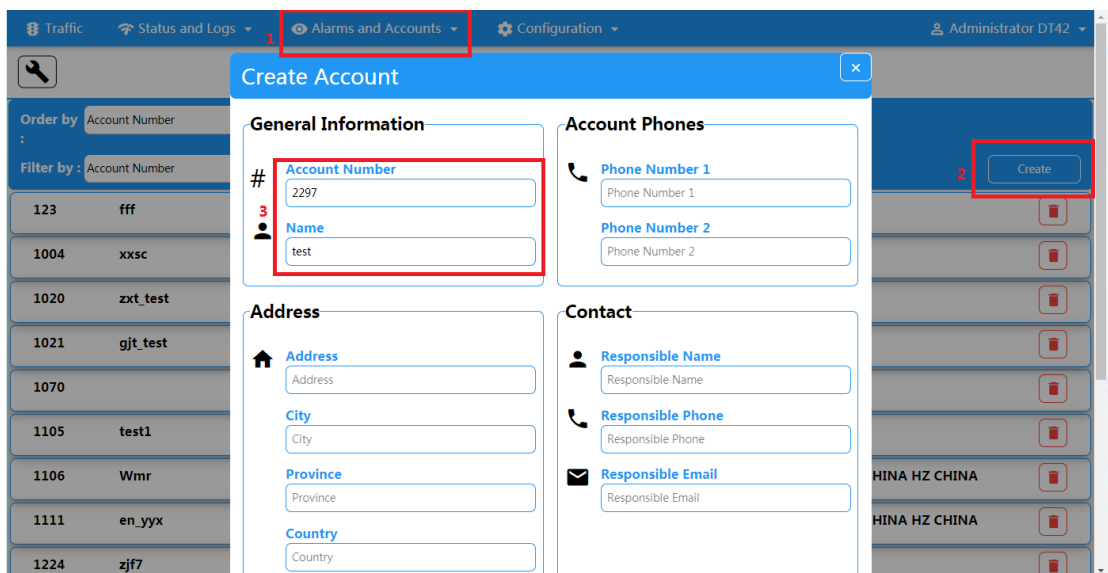 Traffic Status and Logs 1 Alarms and Accounts Configuration Administrator DT42
Create Account ×
Order by : Account Number
Filter by : Account Number
2 Create
General Information
# Account Number
2297
3
Name
test
Account Phones
Phone Number 1
Phone Number 1
Phone Number 2
Phone Number 2
Address
Address
Address
City
City
Province
Province
Country
Country
Contact
Responsible Name
Responsible Name
Responsible Phone
Responsible Phone
Responsible Email
Responsible Email
123 fff
1004 xxsc
1020 zxt_test
1021 gjt_test
1070
1105 test1
1106 Wmr HINA HZ CHINA
1111 en_yyx HINA HZ CHINA
1224 zjf7